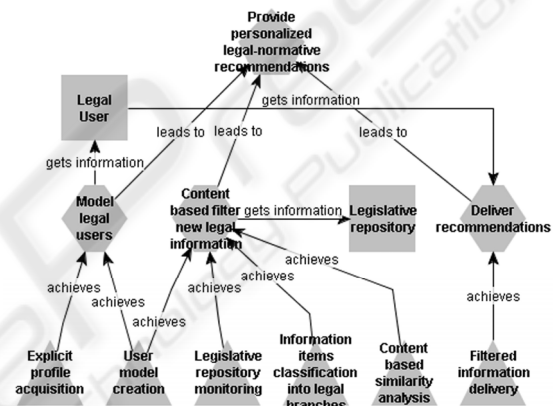 Provide
personalized
legal-normative
recommendations
gets information
Legal
User
leads to
leads to
leads to
gets information
Model
legal
users
Content
based filter
new legal
information
gets information
Legislative
repository
Deliver
recommendations
achieves
achieves
achieves
achieves
achieves
achieves
achieves
Explicit
profile
acquisition
User
model
creation
Legislative
repository
monitoring
Information
items
classification
into legal
branches
Content
based
similarity
analysis
Filtered
information
delivery